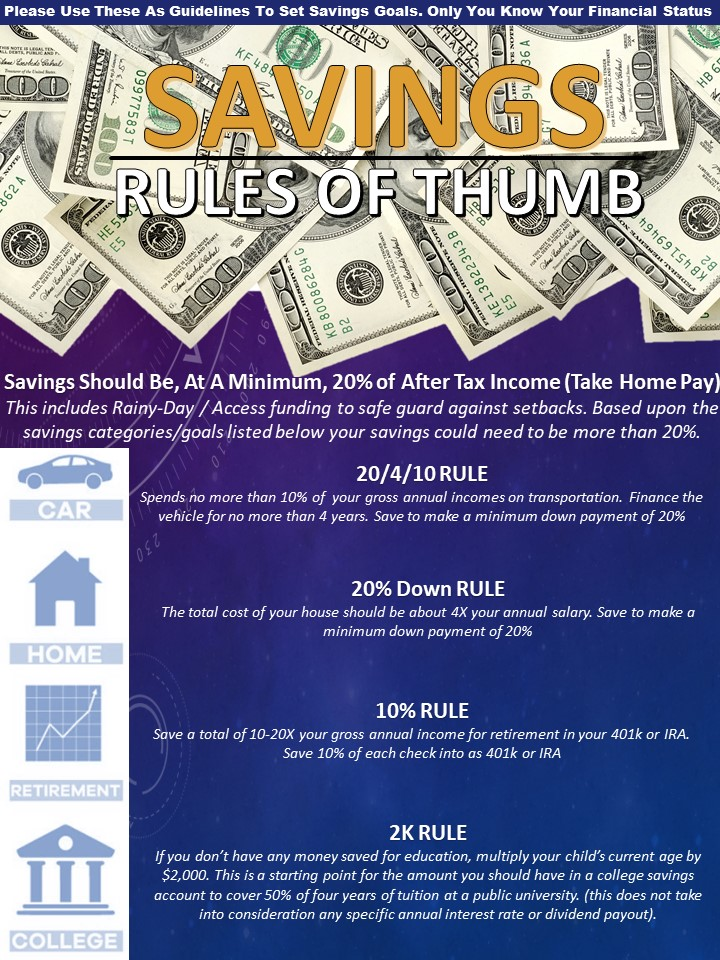 Please Use These As Guidelines To Set Savings Goals. Only You Know Your Financial Status
SAVINGS
RULES OF THUMB
Savings Should Be, At A Minimum, 20% of After Tax Income (Take Home Pay)
This includes Rainy-Day / Access funding to safe guard against setbacks. Based upon the
savings categories/goals listed below your savings could need to be more than 20%.
CAR
20/4/10 RULE
Spends no more than 10% of your gross annual incomes on transportation. Finance the
vehicle for no more than 4 years. Save to make a minimum down payment of 20%
HOME
20% Down RULE
The total cost of your house should be about 4X your annual salary. Save to make a
minimum down payment of 20%
RETIREMENT
10% RULE
Save a total of 10-20X your gross annual income for retirement in your 401k or IRA.
Save 10% of each check into as 401k or IRA
COLLEGE
2K RULE
If you don't have any money saved for education, multiply your child's current age by
$2,000. This is a starting point for the amount you should have in a college savings
account to cover 50% of four years of tuition at a public university. (this does not take
into consideration any specific annual interest rate or dividend payout).